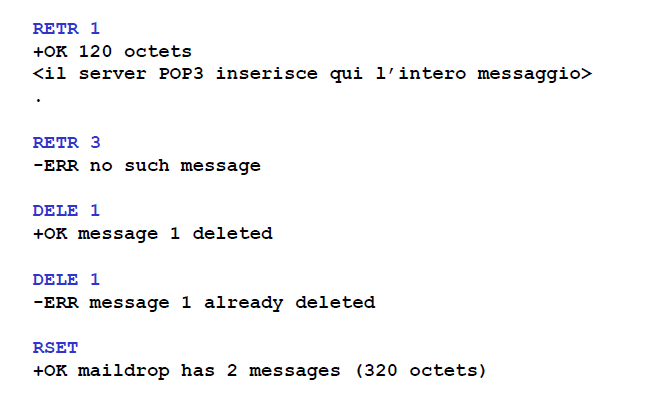 RETR 1
+OK 120 octets
<il server POP3 inserisce qui l’intero messaggio>
.
RETR 3
-ERR no such message
DELE 1
+OK message 1 deleted
DELE 1
-ERR message 1 already deleted
RSET
+OK maildrop has 2 messages (320 octets)